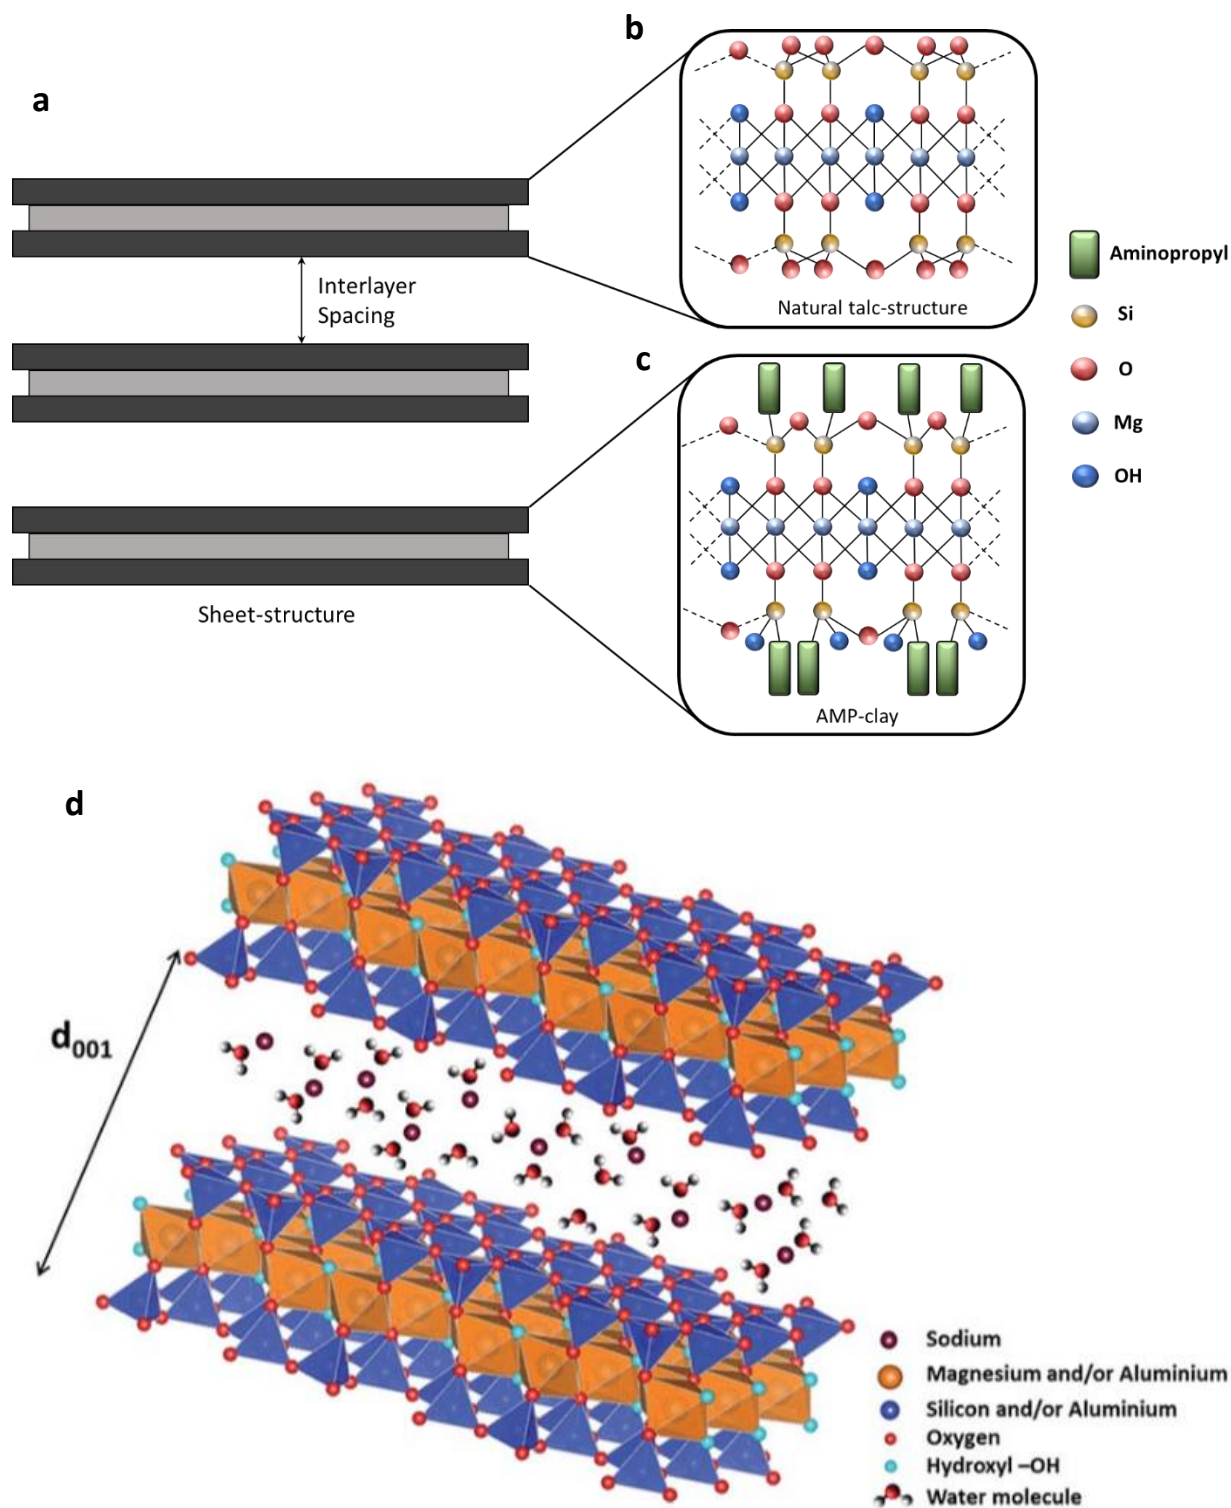 a
Interlayer
Spacing
Sheet-structure
b
Natural talc-structure
c
AMP-clay
Aminopropyl
Si
O
Mg
OH
d
d001
Sodium
Magnesium and/or Aluminium
Silicon and/or Aluminium
Oxygen
Hydroxyl –OH
Water molecule